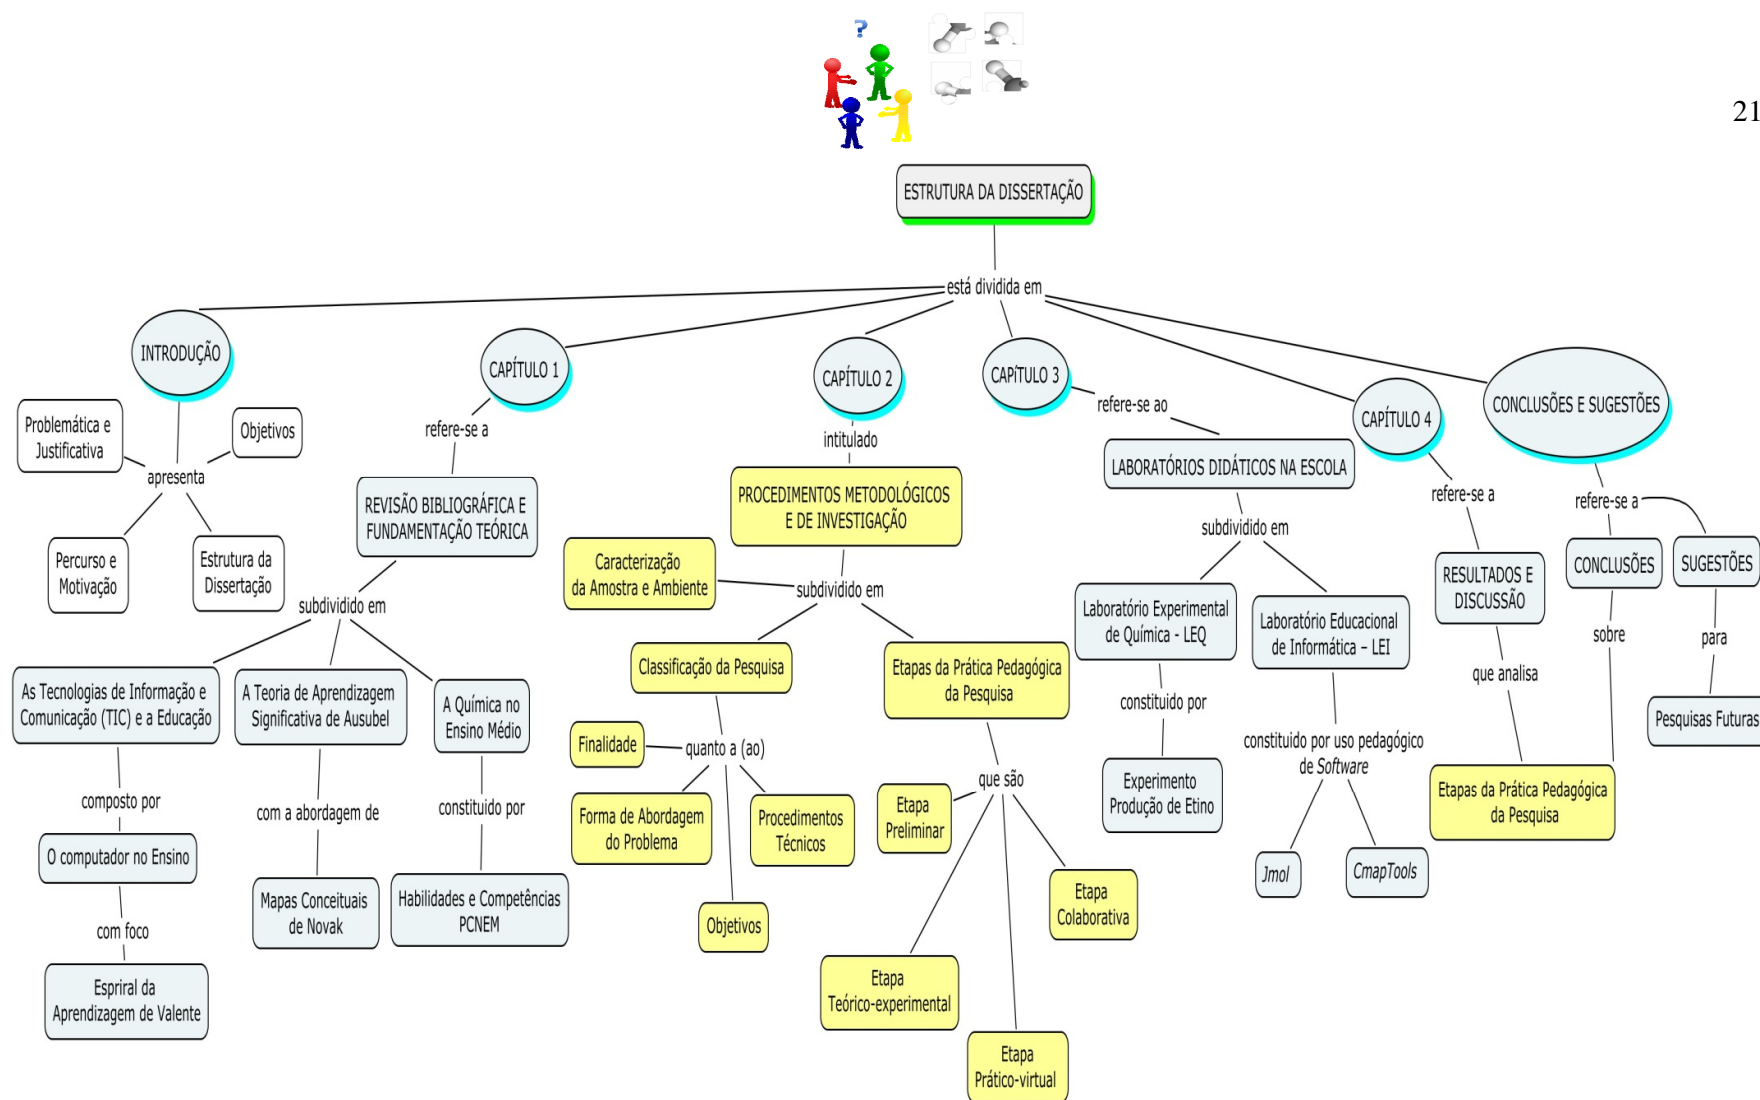 ?
21
ESTRUTURA DA DISSERTAÇÃO
está dividida em
INTRODUÇÃO
apresenta
Problemática e
Justificativa
Objetivos
Percurso e
Motivação
Estrutura da
Dissertação
CAPÍTULO 1
refere-se a
REVISÃO BIBLIOGRÁFICA E
FUNDAMENTAÇÃO TEÓRICA
subdividido em
As Tecnologias de Informação e
Comunicação (TIC) e a Educação
composto por
O computador no Ensino
com foco
Espriral da
Aprendizagem de Valente
A Teoria de Aprendizagem
Significativa de Ausubel
com a abordagem de
Mapas Conceituais
de Novak
A Química no
Ensino Médio
constituido por
Habilidades e Competências
PCNEM
CAPÍTULO 2
intitulado
PROCEDIMENTOS METODOLÓGICOS
E DE INVESTIGAÇÃO
subdividido em
Caracterização
da Amostra e Ambiente
Classificação da Pesquisa
quanto a (ao)
Finalidade
Forma de Abordagem
do Problema
Procedimentos
Técnicos
Objetivos
Etapas da Prática Pedagógica
da Pesquisa
que são
Etapa
Preliminar
Etapa
Colaborativa
Etapa
Teórico-experimental
Etapa
Prático-virtual
CAPíTULO 3
refere-se ao
LABORATÓRIOS DIDÁTICOS NA ESCOLA
subdividido em
Laboratório Experimental
de Química - LEQ
constituido por
Experimento
Produção de Etino
Laboratório Educacional
de Informática – LEI
constituido por uso pedagógico
de Software
Jmol
CmapTools
CAPÍTULO 4
refere-se a
RESULTADOS E
DISCUSSÃO
que analisa
Etapas da Prática Pedagógica
da Pesquisa
CONCLUSÕES E SUGESTÕES
refere-se a
CONCLUSÕES
sobre
SUGESTÕES
para
Pesquisas Futuras